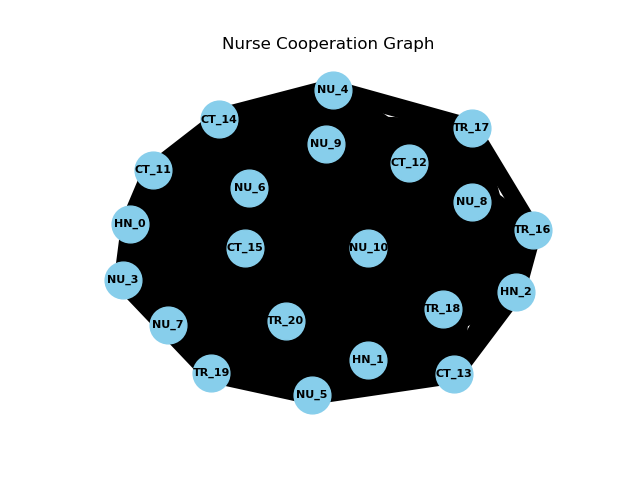 Nurse Cooperation Graph
NU_4
CT_14
TR_17
NU_9
CT_12
CT_11
NU_6
NU_8
HN_0
TR_16
CT_15
NU_10
NU_3
HN_2
TR_18
TR_20
NU_7
HN_1
TR_19
CT_13
NU_5